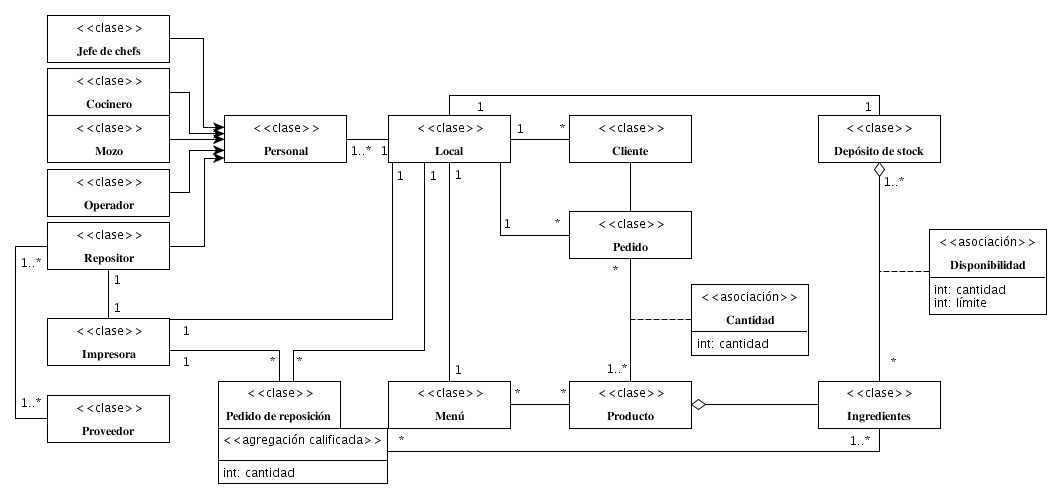 <<clase>>
Jefe de chefs
<<clase>>
Cocinero
<<clase>>
Mozo
<<clase>>
Operador
<<clase>>
Repositor
<<clase>>
Impresora
<<clase>>
Proveedor
1..*
1..*
1
1
1
1
<<clase>>
Personal
1..*
1
<<clase>>
Local
1
1
1
1
*
1
*
1
1
<<clase>>
Cliente
<<clase>>
Pedido
*
<<asociación>>
Cantidad
int: cantidad
1..*
<<clase>>
Depósito de stock
1..*
<<asociación>>
Disponibilidad
int: cantidad
int: límite
*
*
*
1
<<clase>>
Pedido de reposición
<<agregación calificada>>
int: cantidad
*
<<clase>>
Menú
*
*
<<clase>>
Producto
<<clase>>
Ingredientes
1..*